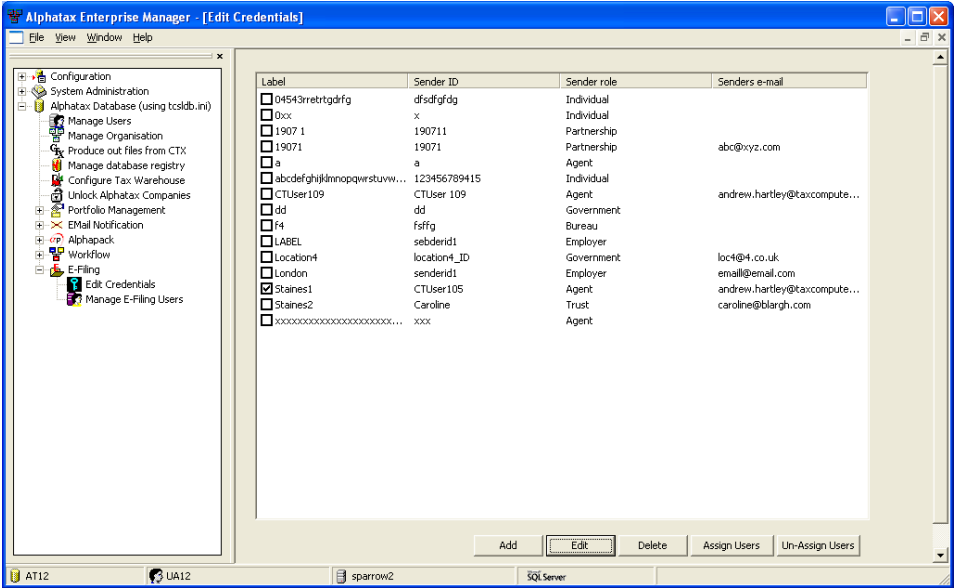 Alphatax Enterprise Manager - [Edit Credentials]
File View Window Help
Configuration
System Administration
Alphatax Database (using tcsldb.ini)
Manage Users
Manage Organisation
Produce out files from CTX
Manage database registry
Configure Tax Warehouse
Unlock Alphatax Companies
Portfolio Management
EMail Notification
Alphapack
Workflow
E-Filing
Edit Credentials
Manage E-Filing Users
Label Sender ID Sender role Senders e-mail
04543rretrtgdrfg dfsdfgfdg Individual
0xx x Individual
1907 1 190711 Partnership
19071 19071 Partnership abc@xyz.com
a a Agent
abcdefghijklmnopqwrstuvw... 123456789415 Individual
CTUser109 CTUser 109 Agent andrew.hartley@taxcompute...
dd dd Government
f4 fsffg Bureau
LABEL sebderid1 Employer
Location4 location4_ID Government loc4@4.co.uk
London senderid1 Employer emaill@email.com
Staines1 CTUser105 Agent andrew.hartley@taxcompute...
Staines2 Caroline Trust caroline@blargh.com
xxxxxxxxxxxxxxxxxxxxx... xxx Agent
Add Edit Delete Assign Users Un-Assign Users
AT12 UA12 sparrow2 SQL Server